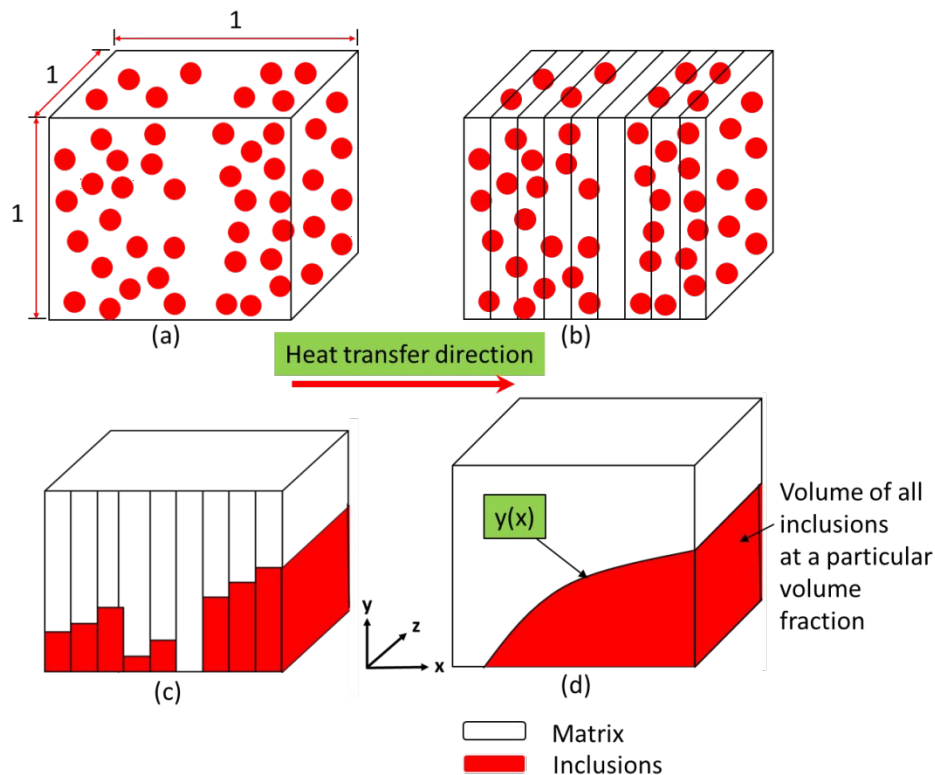 1
1
1
(a)
(b)
Heat transfer direction
(c)
y
z
x
y(x)
(d)
Volume of all
inclusions
at a particular
volume
fraction
Matrix
Inclusions